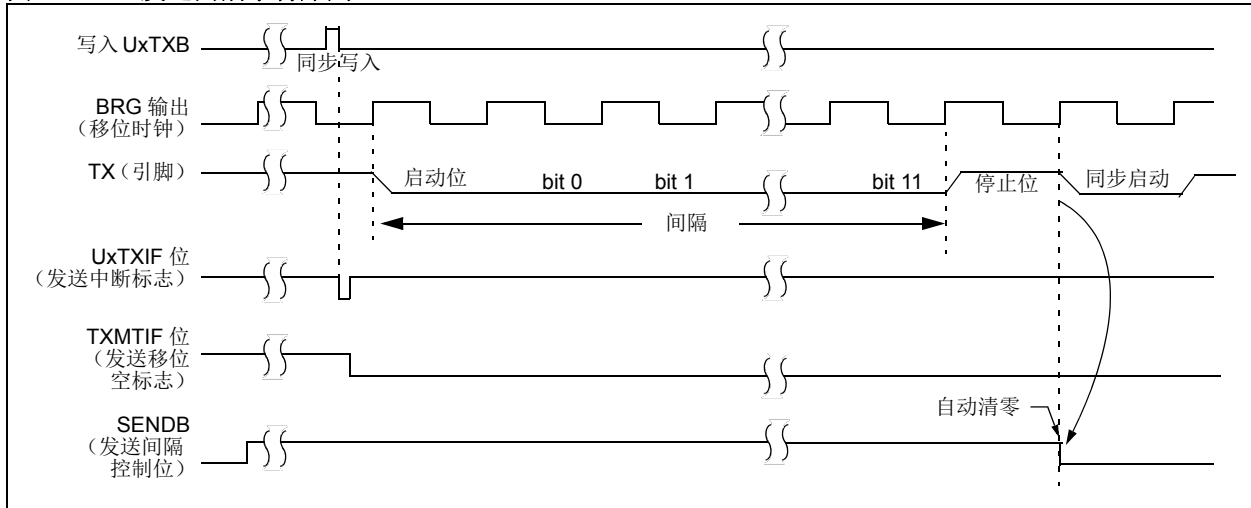 写入 UxTXB
同步写入
BRG 输出
（移位时钟）
TX（引脚）
启动位
bit 0
bit 1
bit 11
停止位
同步启动
间隔
UxTXIF 位
（发送中断标志）
TXMTIF 位
（发送移位
空标志）
SENDB
（发送间隔
控制位）
自动清零